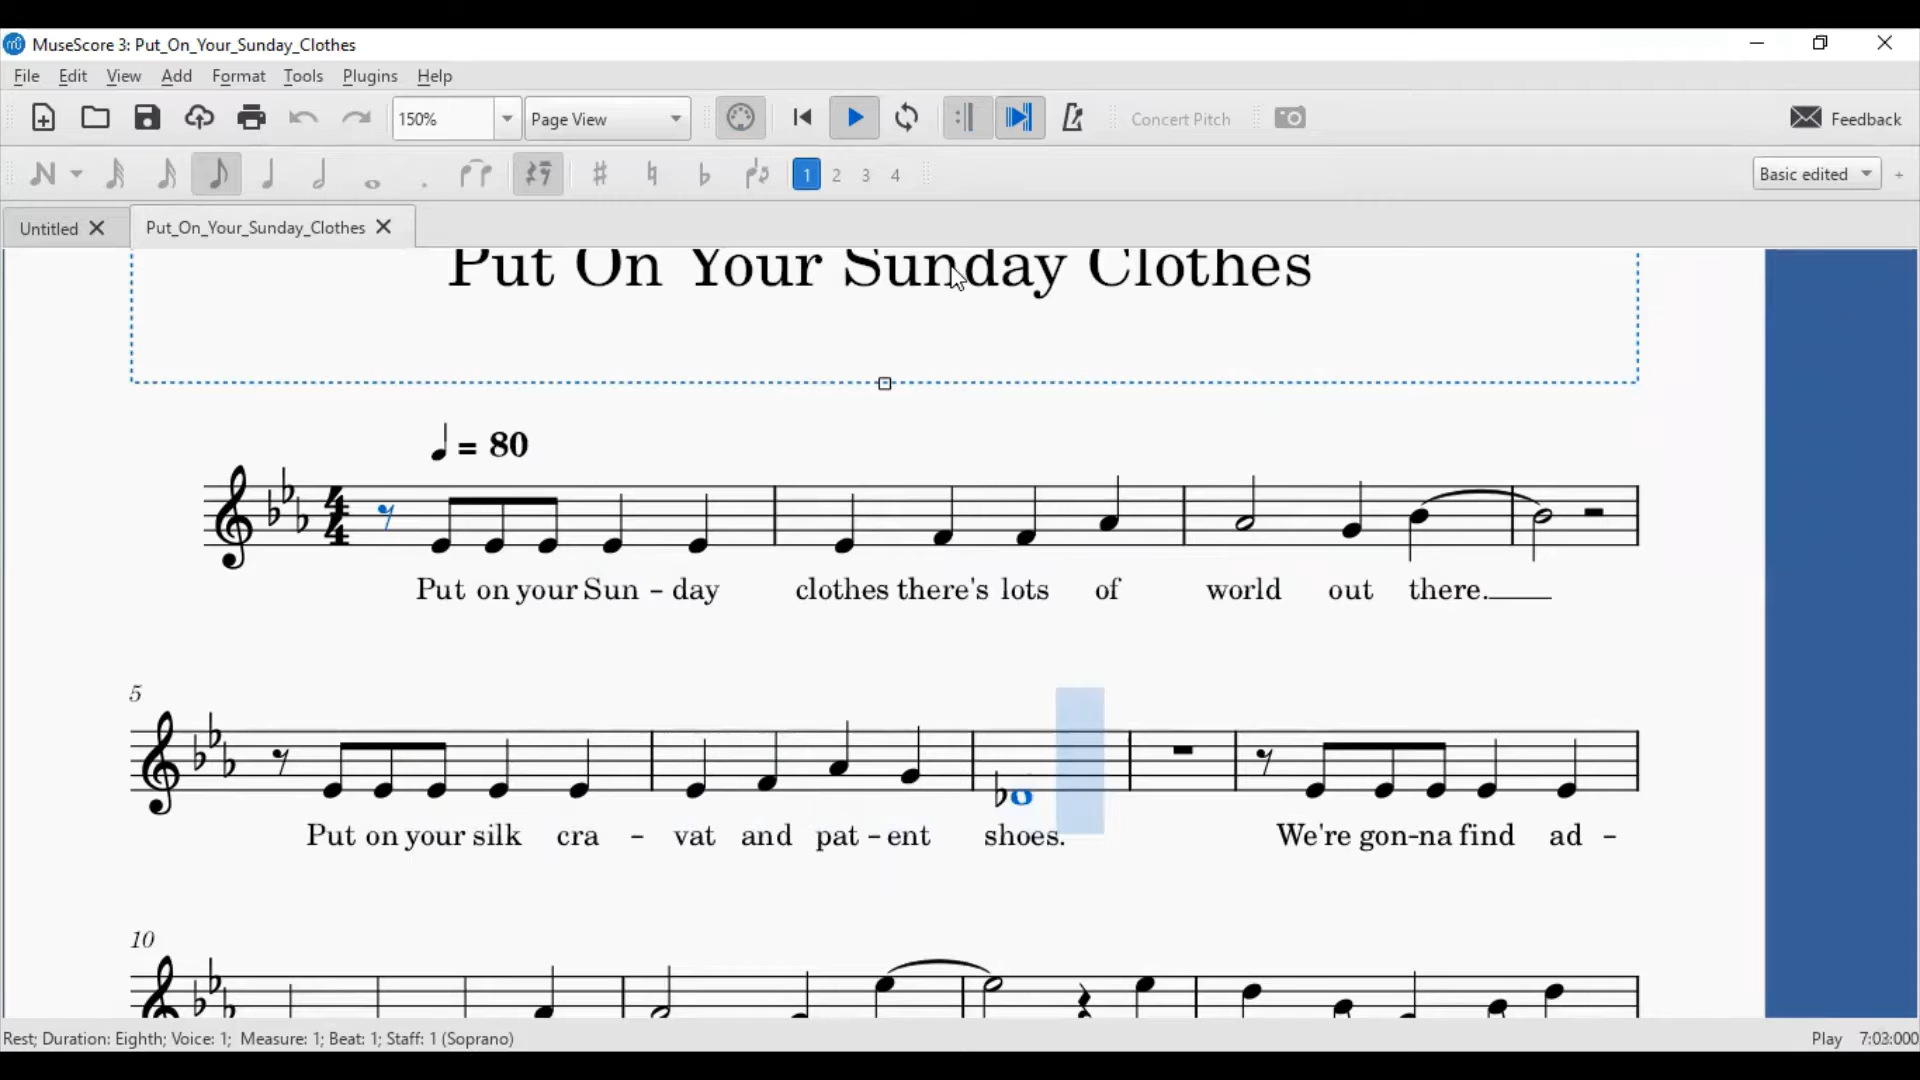 MuseScore 3: Put_On_Your_Sunday_Clothes
File Edit View Add Format Tools Plugins Help
150% Page View Concert Pitch Feedback
1 2 3 4 Basic edited +
Untitled Put_On_Your_Sunday_Clothes
Put On Your Sunday Clothes
= 80
4
4
Put on your Sun - day clothes there's lots of world out there.
5
Put on your silk cra - vat and pat - ent shoes. We're gon-na find ad -
10
Rest; Duration: Eighth; Voice: 1; Measure: 1; Beat: 1; Staff: 1 (Soprano) Play 7:03:000